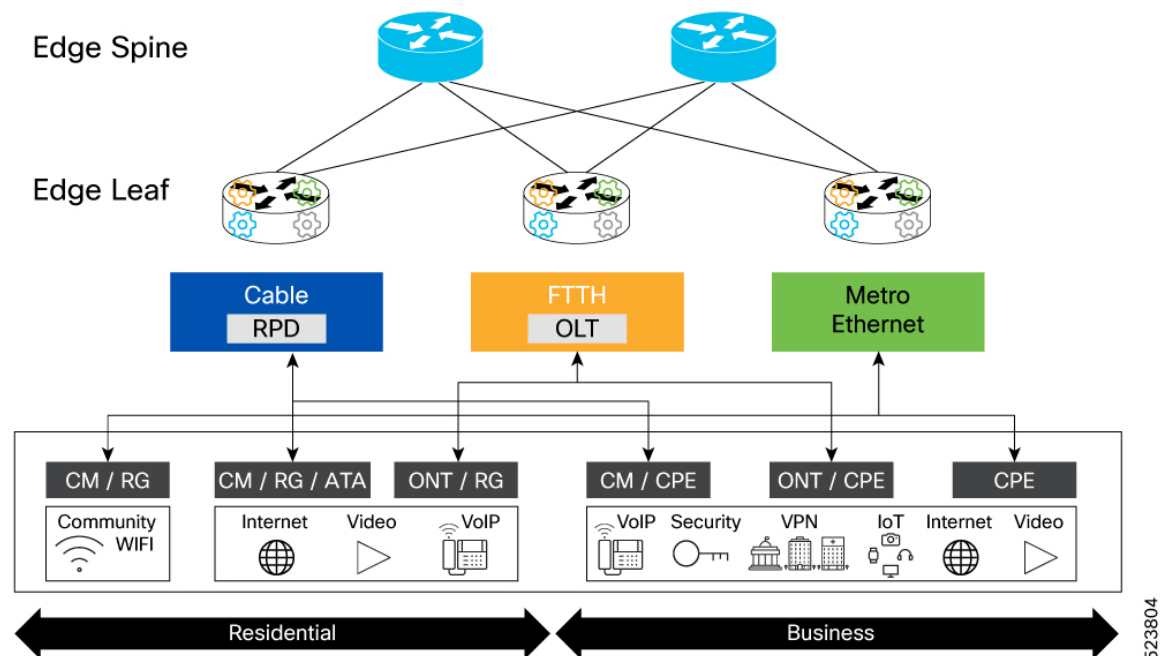 Edge Spine
Edge Leaf
Cable
RPD
FTTH
OLT
Metro
Ethernet
CM / RG
CM / RG / ATA
ONT / RG
CM / CPE
ONT / CPE
CPE
Community
WIFI
Internet
Video
VoIP
VoIP
Security
VPN
IoT
Internet
Video
Residential
Business
523804